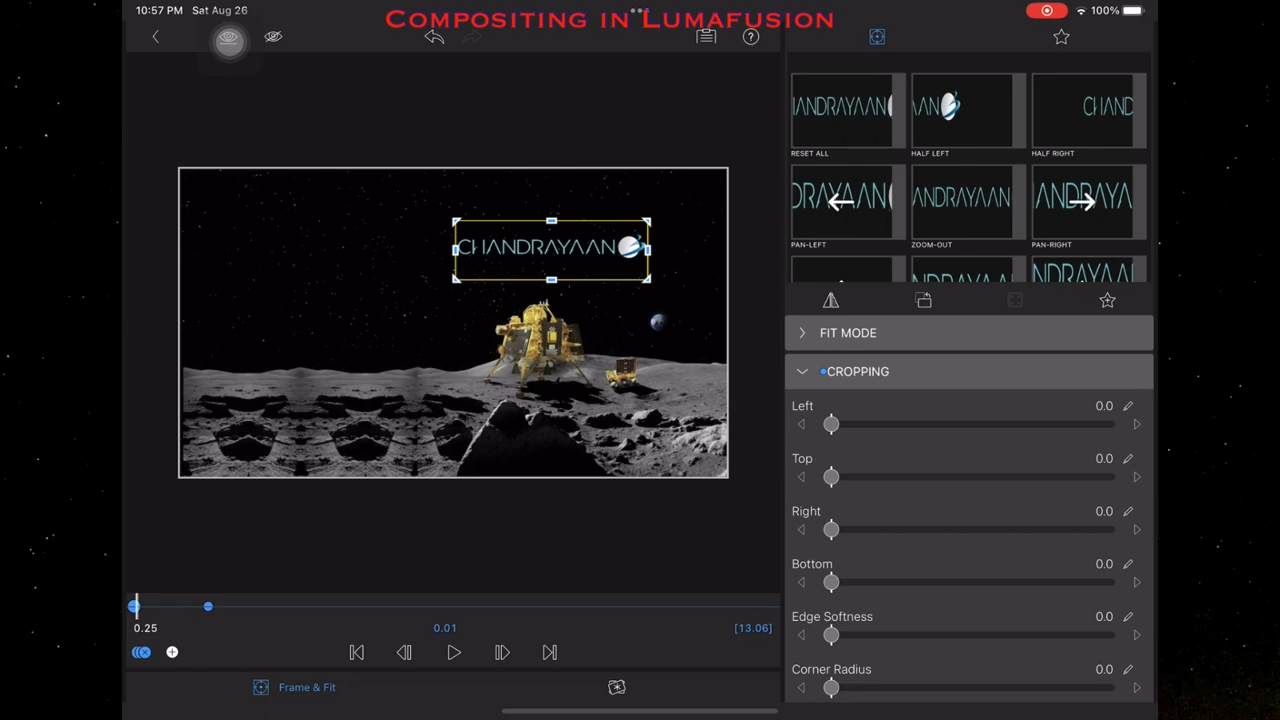 10:57 PM Sat Aug 26
Compositing in Lumafusion
100%
CHANDRAYAAN
HANDRAYAAN
AAN
CHAND
RESET ALL
HALF LEFT
HALF RIGHT
DRAYAAN
ANDRAYAAN
ANDRAYA
PAN-LEFT
ZOOM-OUT
PAN-RIGHT
FIT MODE
CROPPING
Left 0.0
Top 0.0
Right 0.0
Bottom 0.0
Edge Softness 0.0
Corner Radius 0.0
0.25
0.01
[13.06]
Frame & Fit